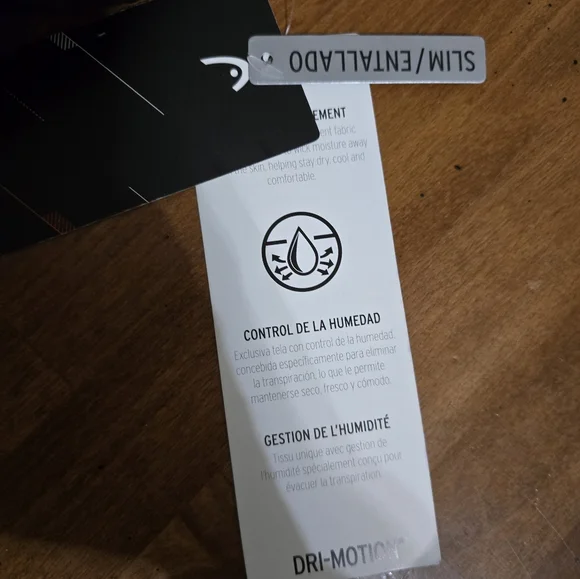 SLIM/ENTALLADO
EMENT
ent fabric
wick moisture away
skin, helping stay dry, cool and
comfortable.
CONTROL DE LA HUMEDAD
Exclusiva tela con control de la humedad,
concebida específicamente para eliminar
la transpiración, lo que le permite
mantenerse seco, fresco y cómodo.
GESTION DE L'HUMIDITÉ
Tissu unique avec gestion de
l'humidité spécialement conçu pour
évacuer la transpiration.
DRI-MOTION